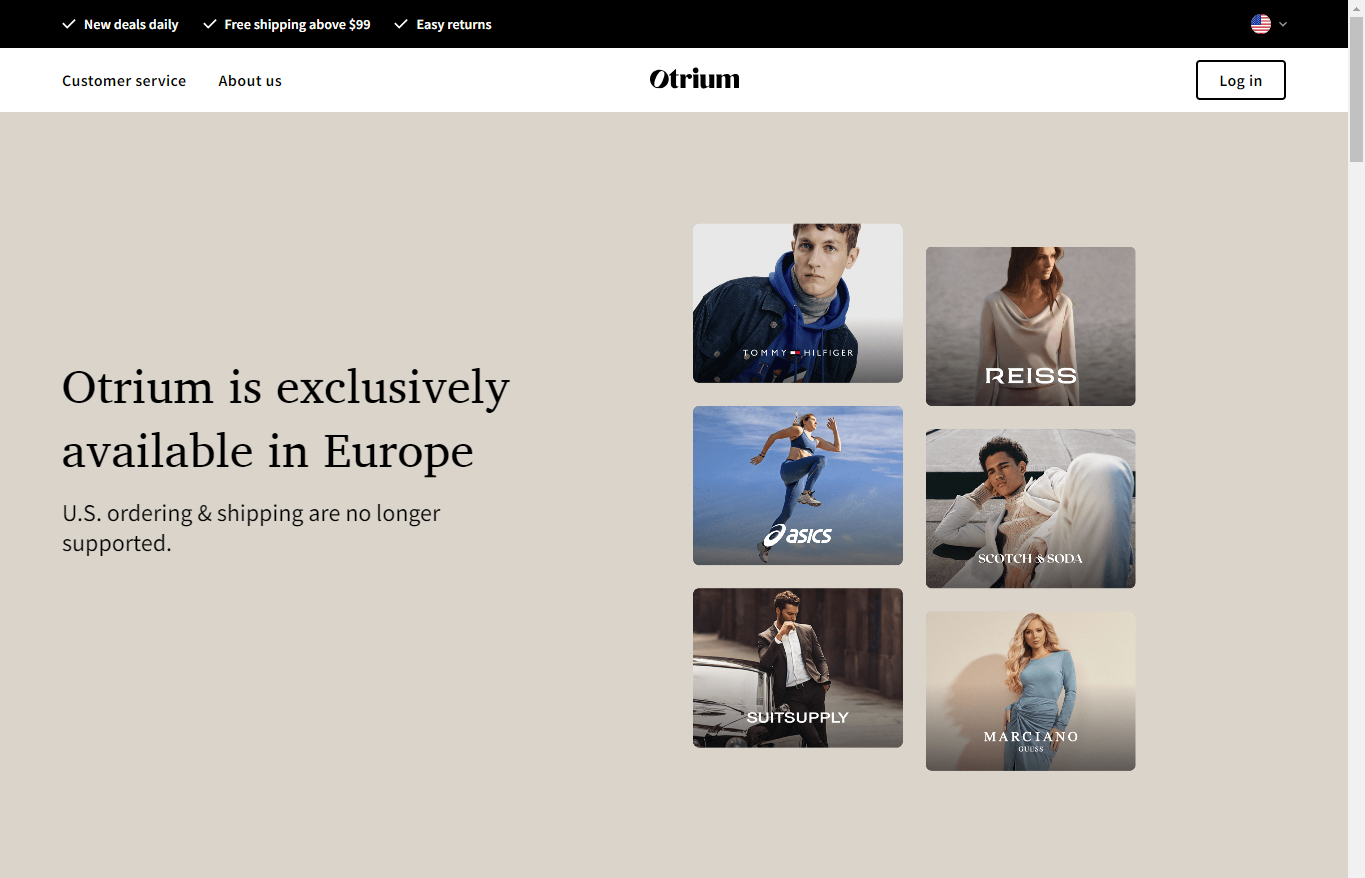 New deals daily Free shipping above $99 Easy returns
Customer service About us Otrium Log in
Otrium is exclusively
available in Europe
U.S. ordering & shipping are no longer
supported.
TOMMY HILFIGER
REISS
asics
SCOTCH & SODA
SUITSUPPLY
MARCIANO
GUESS